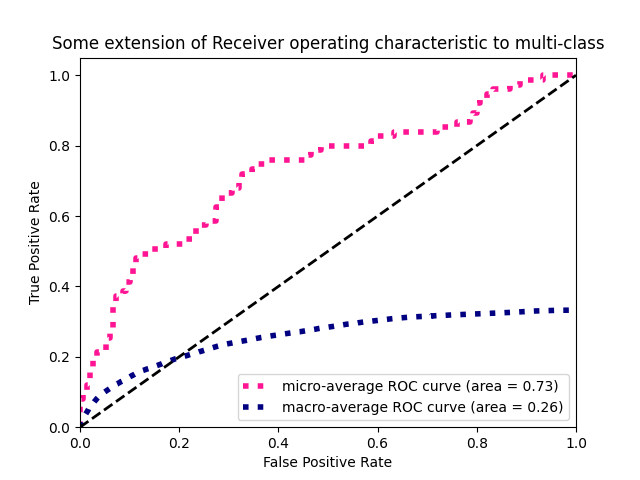 Some extension of Receiver operating characteristic to multi-class
1.0
0.8
0.6
0.4
0.2
0.0
True Positive Rate
micro-average ROC curve (area = 0.73)
macro-average ROC curve (area = 0.26)
0.0 0.2 0.4 0.6 0.8 1.0
False Positive Rate